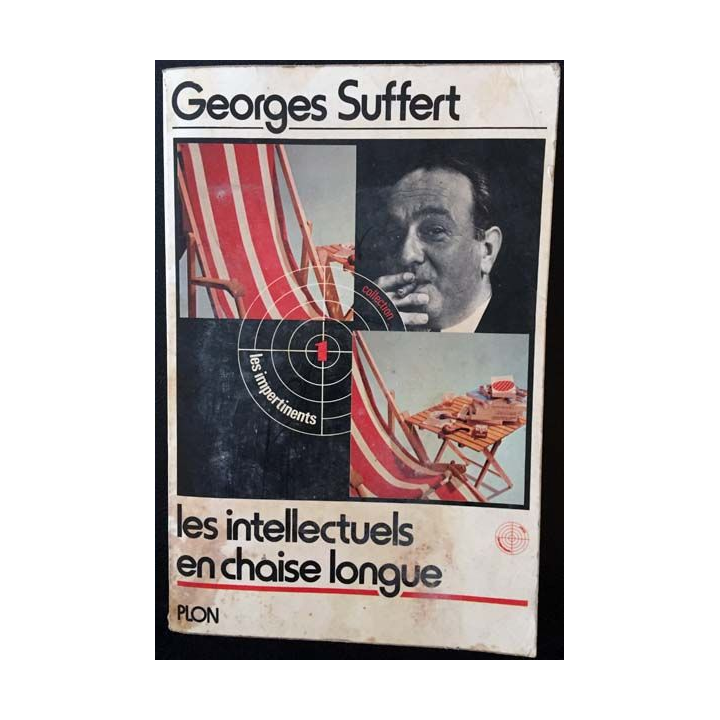 Georges Suffert
collection
1
les impertinents
les intellectuels
en chaise longue
PLON